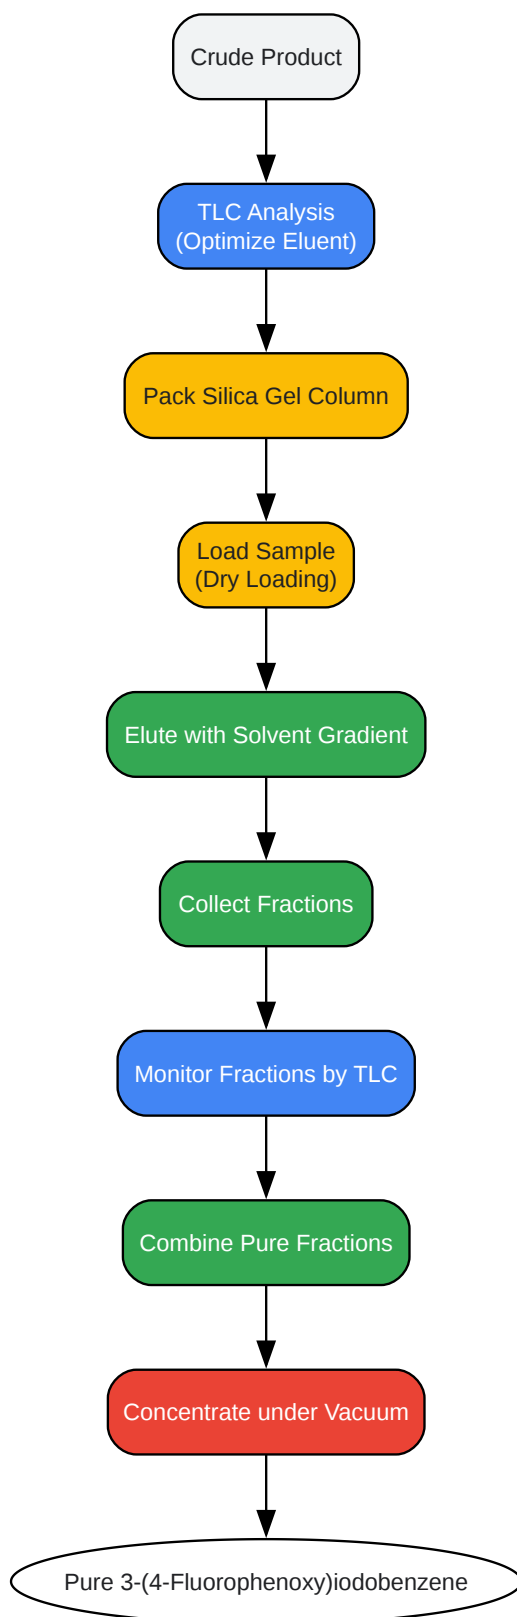 Crude Product
TLC Analysis
(Optimize Eluent)
Pack Silica Gel Column
Load Sample
(Dry Loading)
Elute with Solvent Gradient
Collect Fractions
Monitor Fractions by TLC
Combine Pure Fractions
Concentrate under Vacuum
Pure 3-(4-Fluorophenoxy)iodobenzene